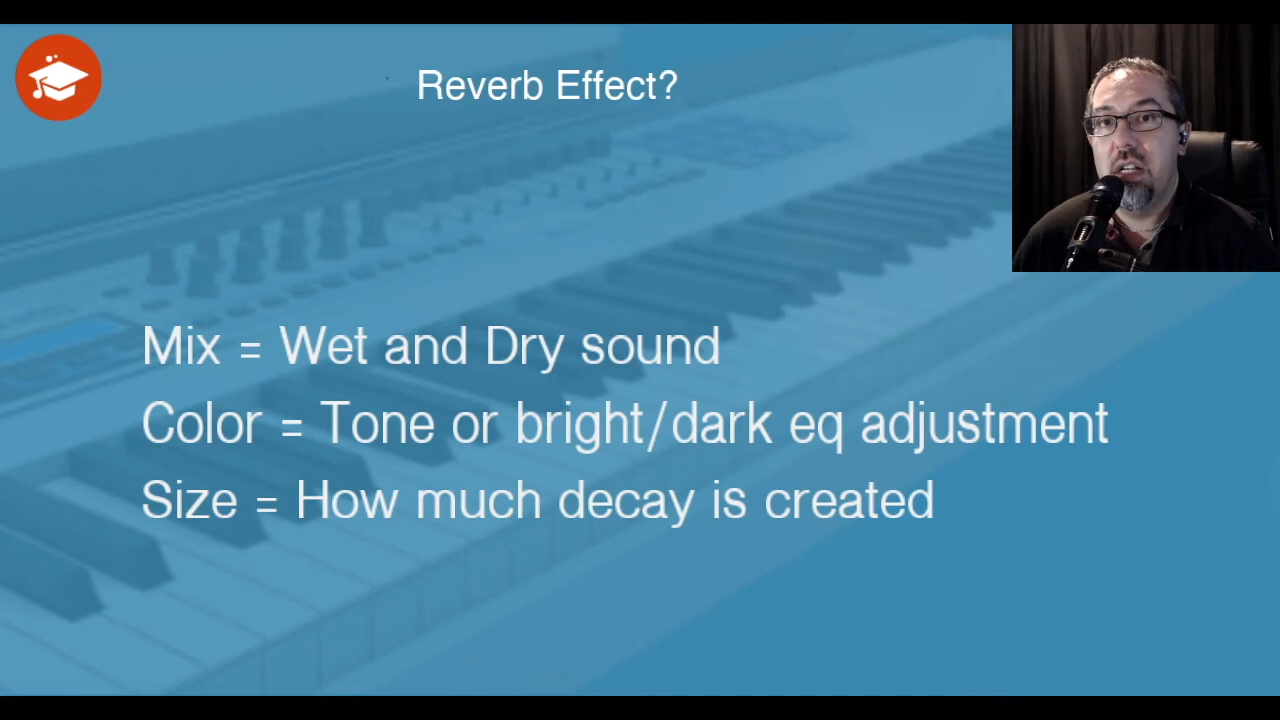 Reverb Effect?
Mix = Wet and Dry sound
Color = Tone or bright/dark eq adjustment
Size = How much decay is created